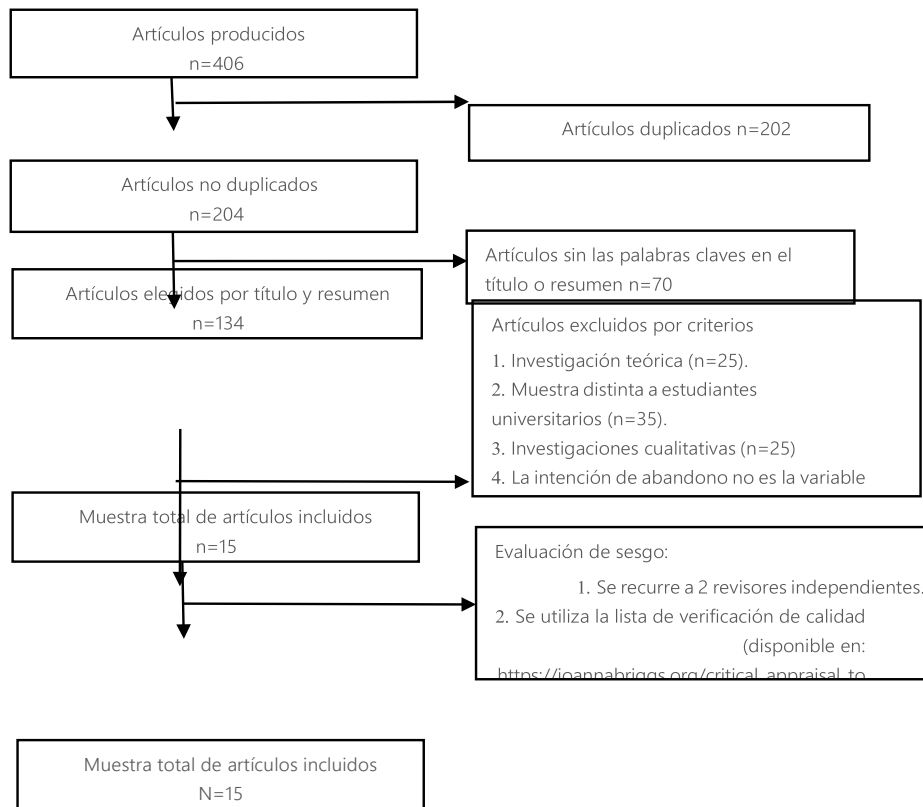 Artículos producidos
n=406
Artículos duplicados n=202
Artículos no duplicados
n=204
Artículos sin las palabras claves en el
título o resumen n=70
Artículos elegidos por título y resumen
n=134
Artículos excluidos por criterios
1. Investigación teórica (n=25).
2. Muestra distinta a estudiantes
universitarios (n=35).
3. Investigaciones cualitativas (n=25)
4. La intención de abandono no es la variable
Muestra total de artículos incluidos
n=15
Evaluación de sesgo:
1. Se recurre a 2 revisores independientes.
2. Se utiliza la lista de verificación de calidad
(disponible en:
https://joannabriggs.org/critical_appraisal_to
Muestra total de artículos incluidos
N=15